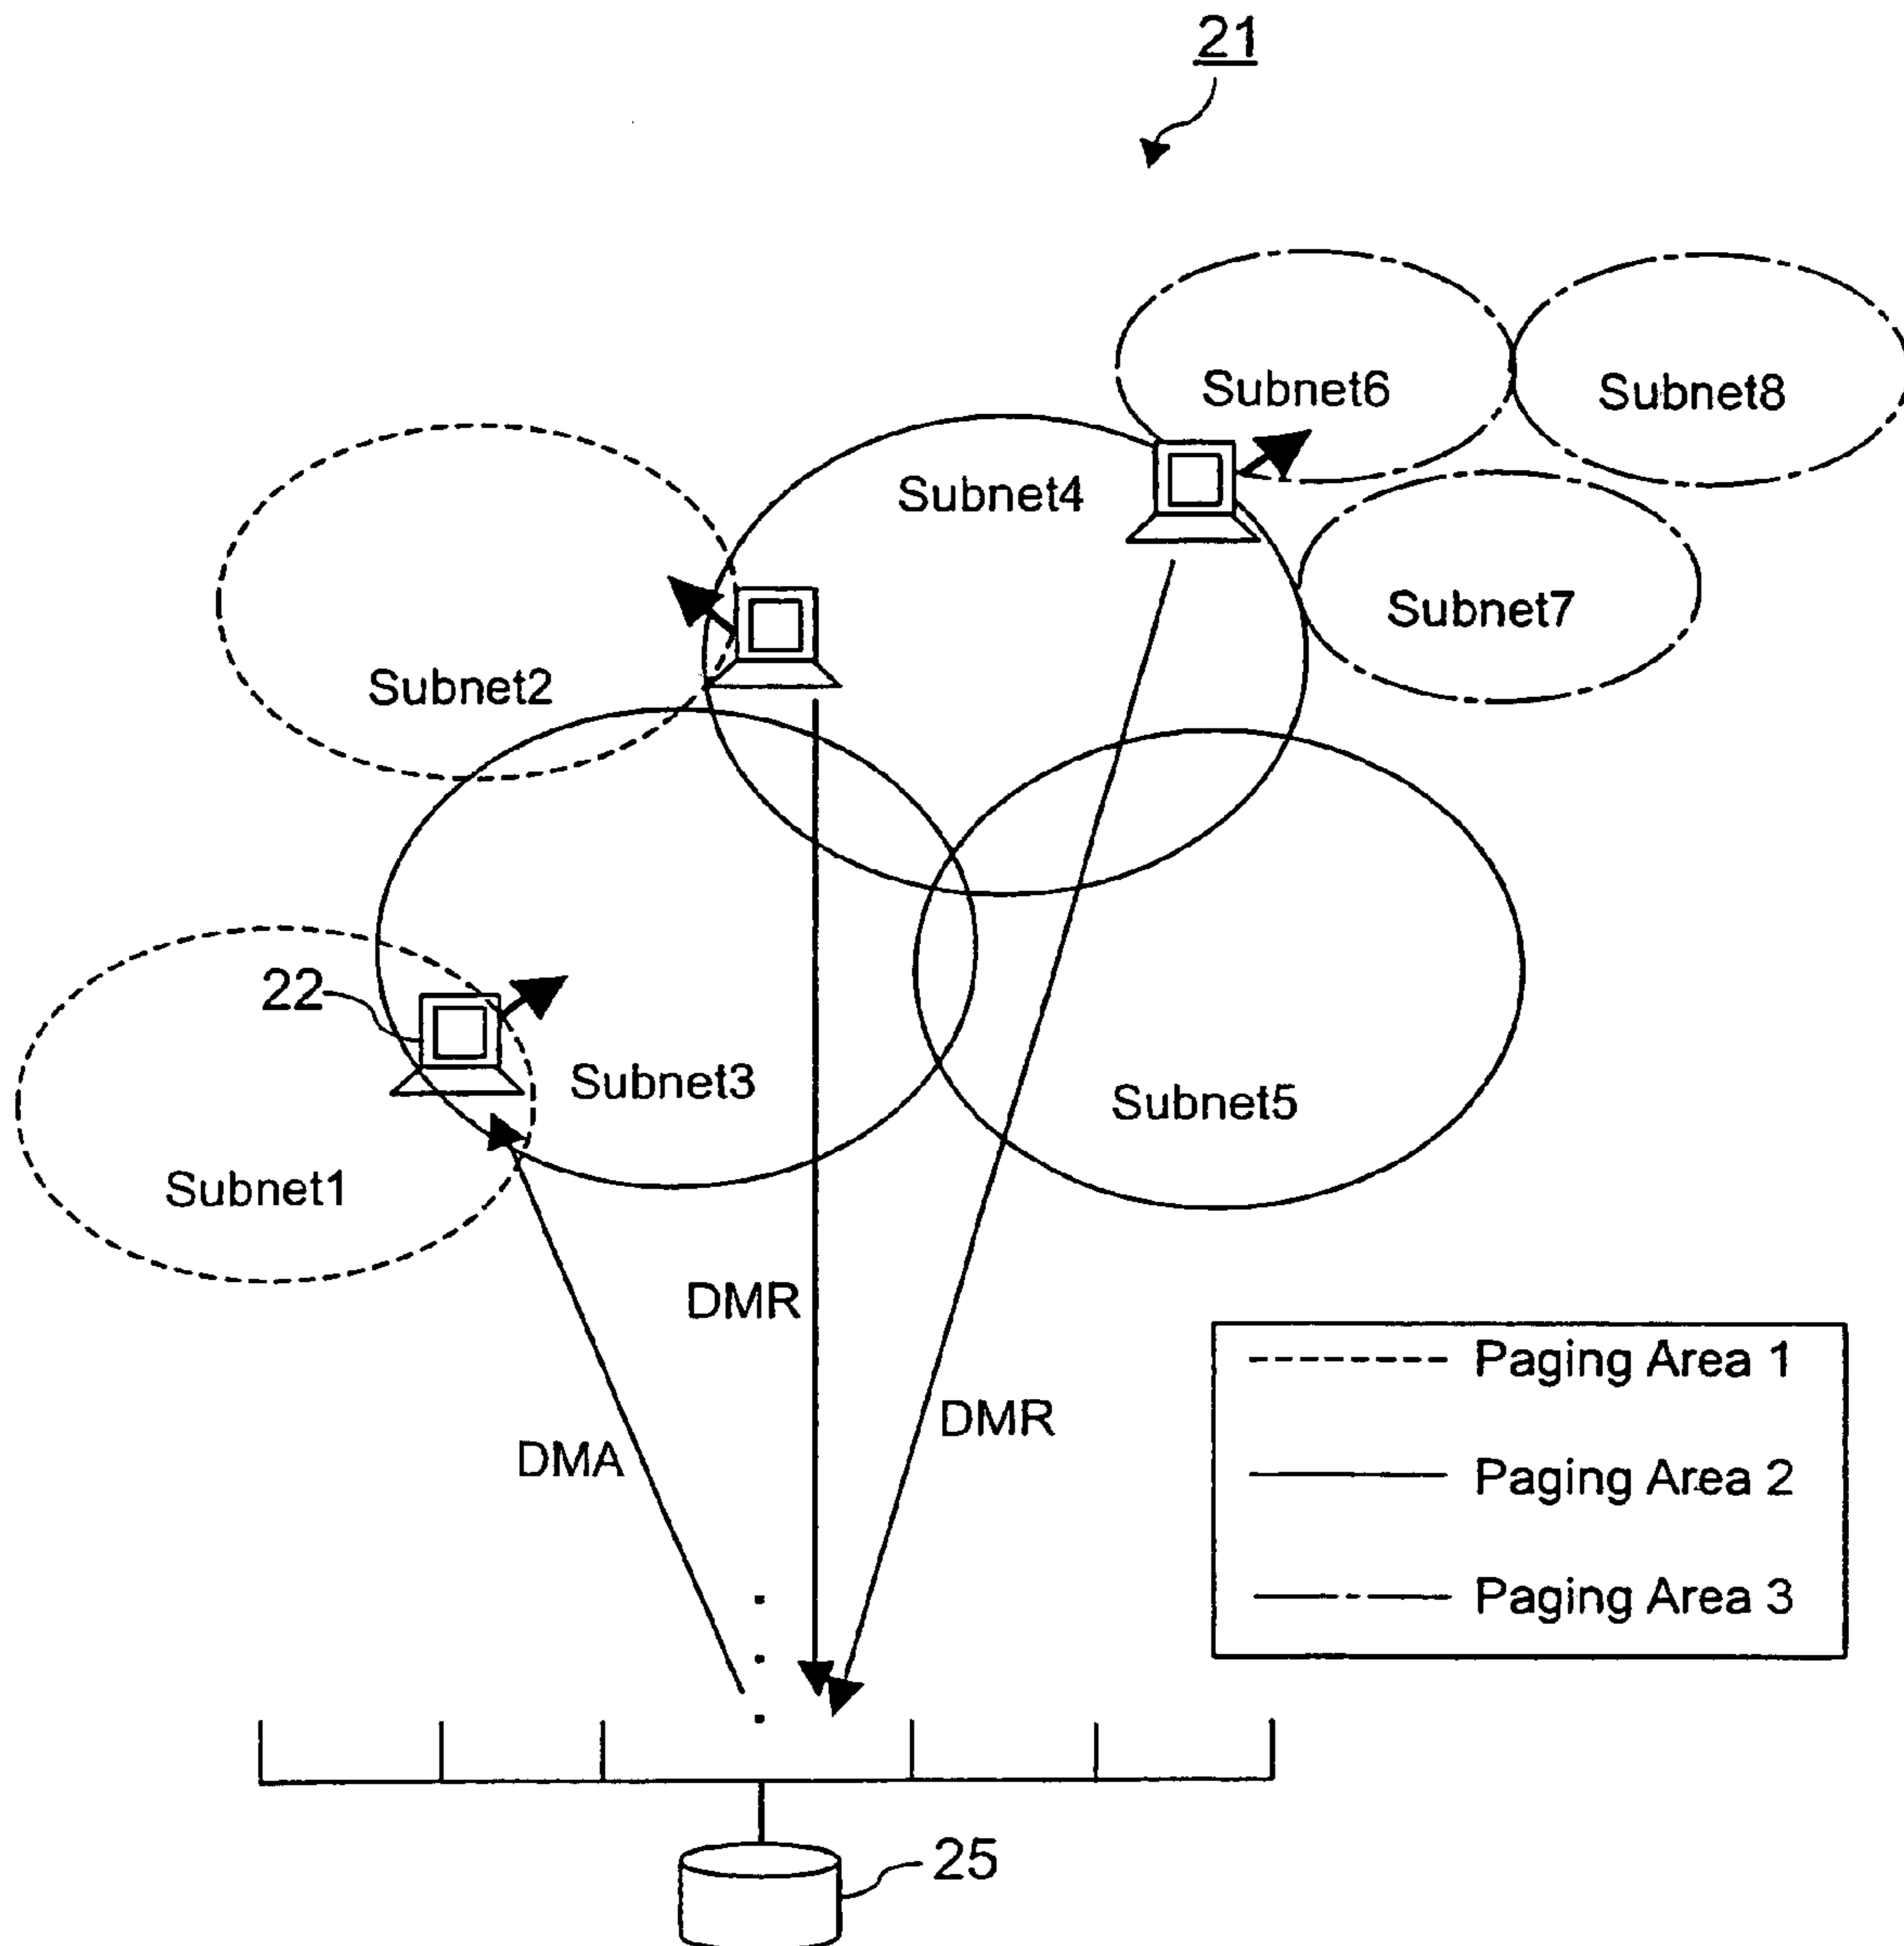 21
Subnet6
Subnet8
Subnet4
Subnet7
Subnet2
22
Subnet3
Subnet5
Subnet1
DMR
DMR
DMA
Paging Area 1
Paging Area 2
Paging Area 3
25